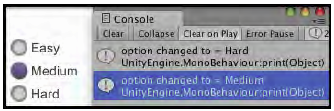 Console
Clear Collapse Clear on Play Error Pause 2
Easy
Medium
Hard
option changed to = Hard
UnityEngine.MonoBehaviour:print(Object)
option changed to = Medium
UnityEngine.MonoBehaviour:print(Object)